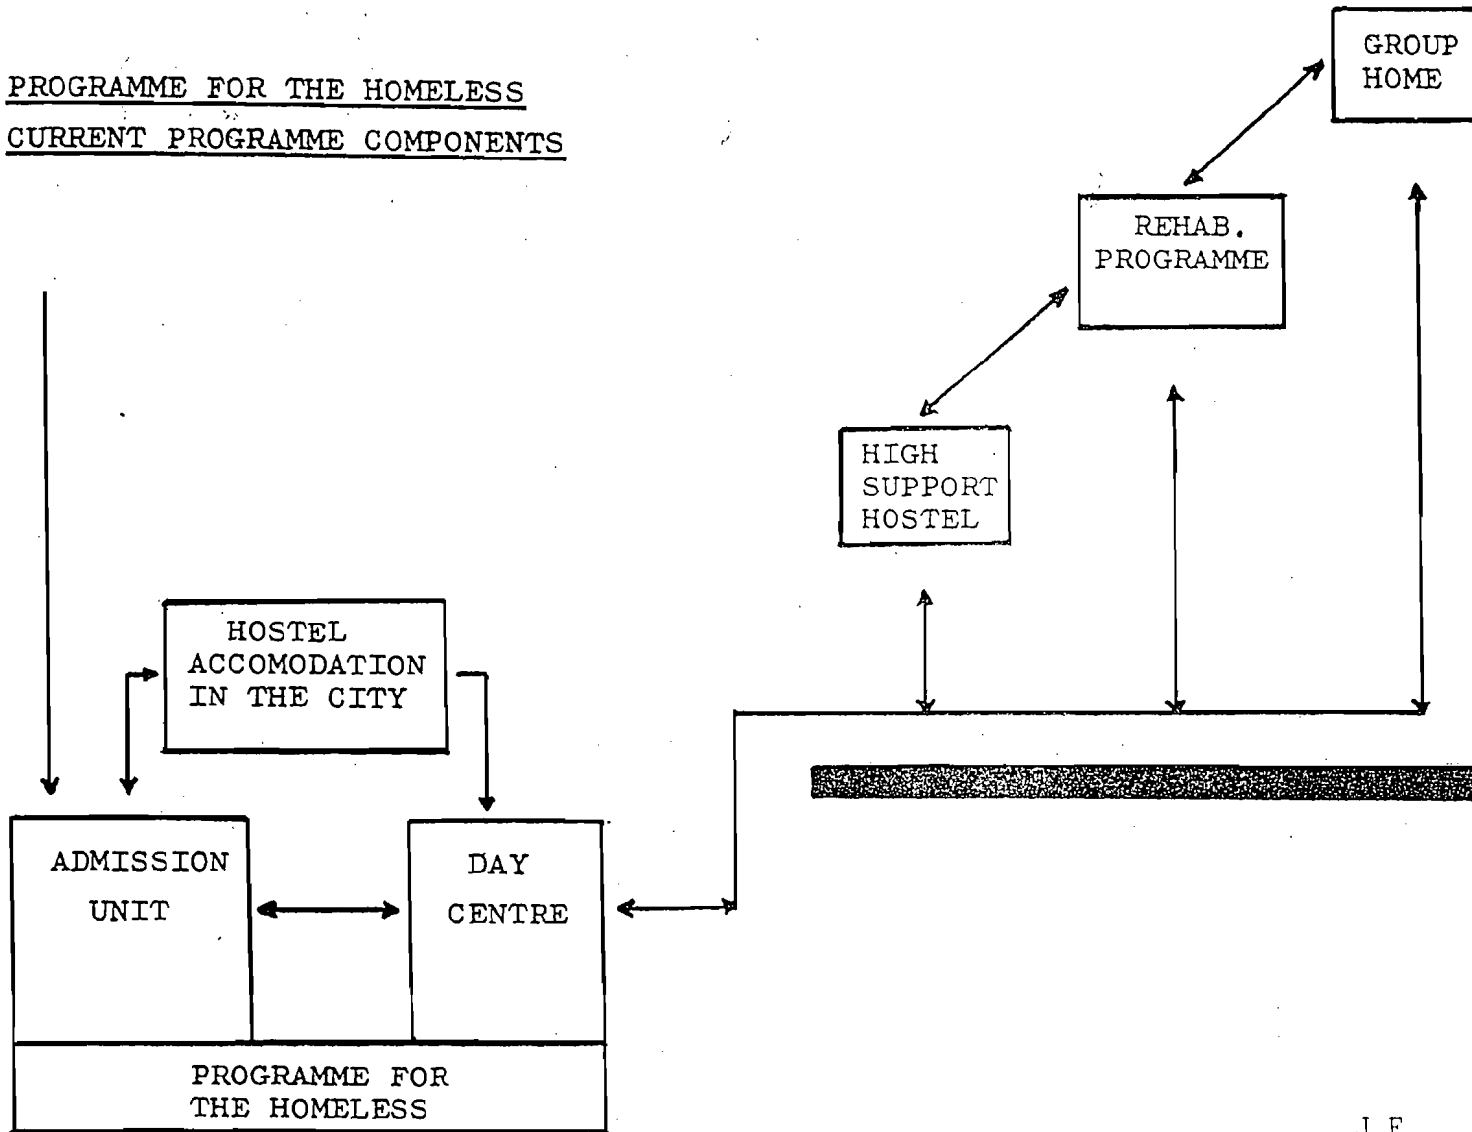 PROGRAMME FOR THE HOMELESS
CURRENT PROGRAMME COMPONENTS
GROUP
HOME
REHAB.
PROGRAMME
HIGH
SUPPORT
HOSTEL
HOSTEL
ACCOMODATION
IN THE CITY
ADMISSION
UNIT
DAY
CENTRE
PROGRAMME FOR
THE HOMELESS